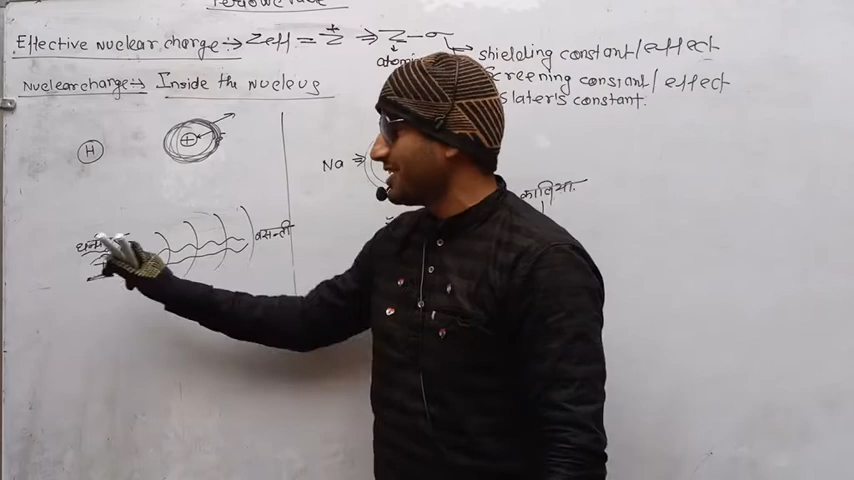 Effective nuclear charge :→ Zeff = Z* ⇒ Z - σ
shielding constant/effect
screening constant/effect
Slater's constant.
nuclear charge :→ Inside the nucleus
H
+
Na ⇒
कालिया
बसन्ती